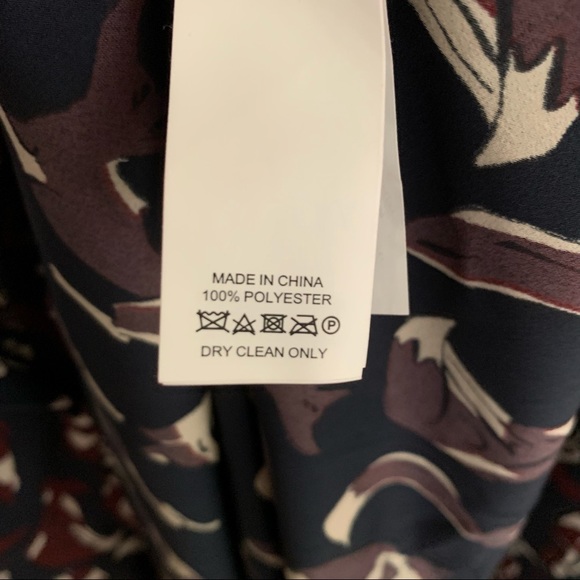 MADE IN CHINA
100% POLYESTER
P
DRY CLEAN ONLY